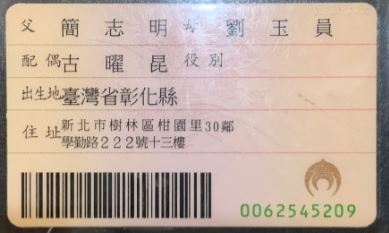 父 簡志明 母 劉玉員
配偶 古曜昆 役別
出生地 臺灣省彰化縣
住址 新北市樹林區柑園里30鄰
學勤路222號十三樓
0062545209